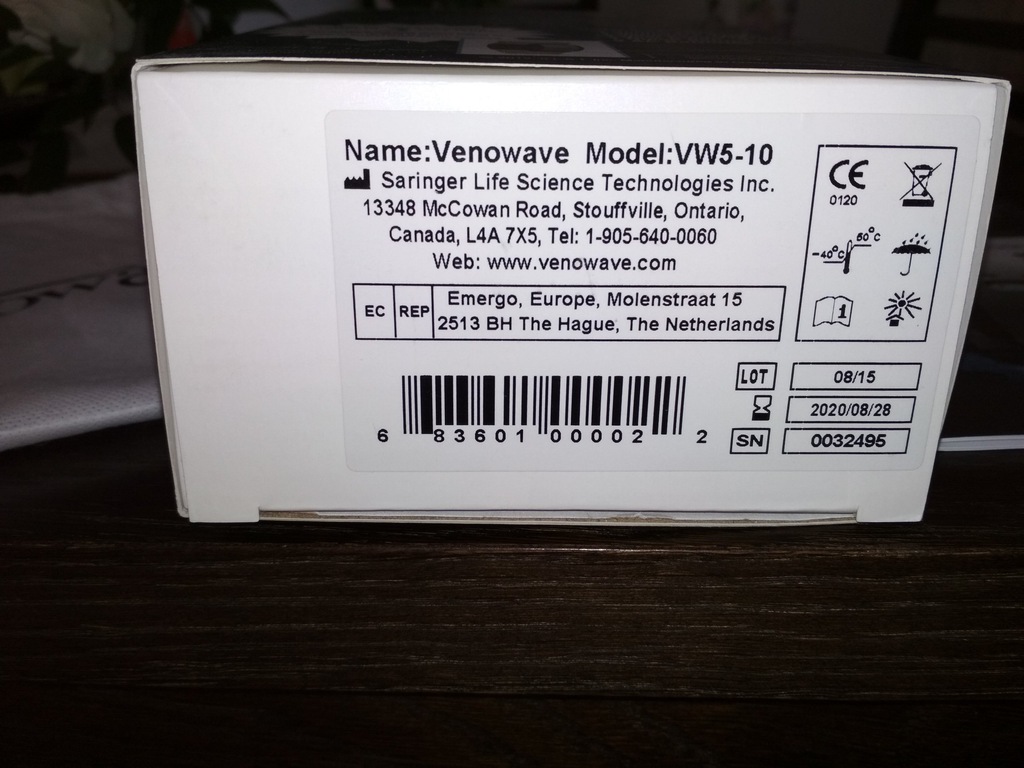 Name:Venowave Model:VW5-10
Saringer Life Science Technologies Inc.
13348 McCowan Road, Stouffville, Ontario,
Canada, L4A 7X5, Tel: 1-905-640-0060
Web: www.venowave.com
EC REP
Emergo, Europe, Molenstraat 15
2513 BH The Hague, The Netherlands
6 83601 00002 2
CE
0120
-40°C 60°C
1
LOT 08/15
2020/08/28
SN 0032495